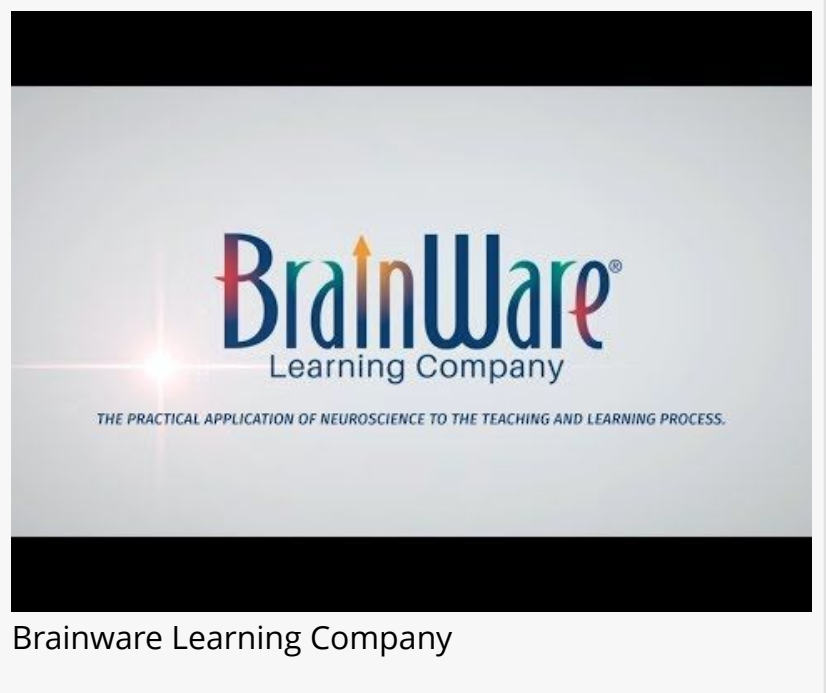 BrainWare®
Learning Company
THE PRACTICAL APPLICATION OF NEUROSCIENCE TO THE TEACHING AND LEARNING PROCESS.
Brainware Learning Company